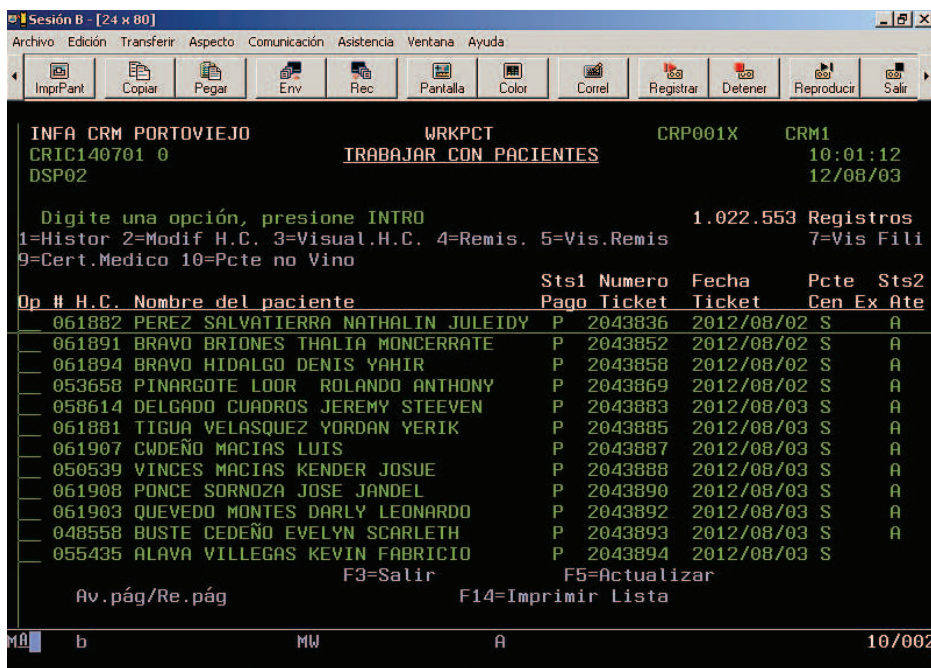 Sesión B - [24 x 80]
Archivo Edición Transferir Aspecto Comunicación Asistencia Ventana Ayuda
ImprPant Copiar Pegar Env Rec Pantalla Color Correl Registrar Detener Reproducir Salir
INFA CRM PORTOVIEJO WRKPCT CRP001X CRM1
CRIC140701 0 TRABAJAR CON PACIENTES 10:01:12
DSP02 12/08/03
Digite una opción, presione INTRO 1.022.553 Registros
1=Histor 2=Modif H.C. 3=Visual.H.C. 4=Remis. 5=Vis.Remis 7=Vis Fili
9=Cert.Medico 10=Pcte no Vino
Sts1 Numero Fecha Pcte Sts2
Op # H.C. Nombre del paciente Pago Ticket Ticket Cen Ex Ate
061882 PEREZ SALVATIERRA NATHALIN JULEIDY P 2043836 2012/08/02 S A
061891 BRAVO BRIONES THALIA MONCERRATE P 2043852 2012/08/02 S A
061894 BRAVO HIDALGO DENIS YAHIR P 2043858 2012/08/02 S A
053658 PINARGOTE LOOR ROLANDO ANTHONY P 2043869 2012/08/02 S A
058614 DELGADO CUADROS JEREMY STEEVEN P 2043883 2012/08/03 S A
061881 TIGUA VELASQUEZ YORDAN YERIK P 2043885 2012/08/03 S A
061907 CWDEÑO MACIAS LUIS P 2043887 2012/08/03 S A
050539 VINCES MACIAS KENDER JOSUE P 2043888 2012/08/03 S A
061908 PONCE SORNOZA JOSE JANDEL P 2043890 2012/08/03 S A
061903 QUEVEDO MONTES DARLY LEONARDO P 2043892 2012/08/03 S A
048558 BUSTE CEDEÑO EVELYN SCARLETH P 2043893 2012/08/03 S A
055435 ALAVA VILLEGAS KEVIN FABRICIO P 2043894 2012/08/03 S
F3=Salir F5=Actualizar
Av.pág/Re.pág F14=Imprimir Lista
MA b MW A 10/002